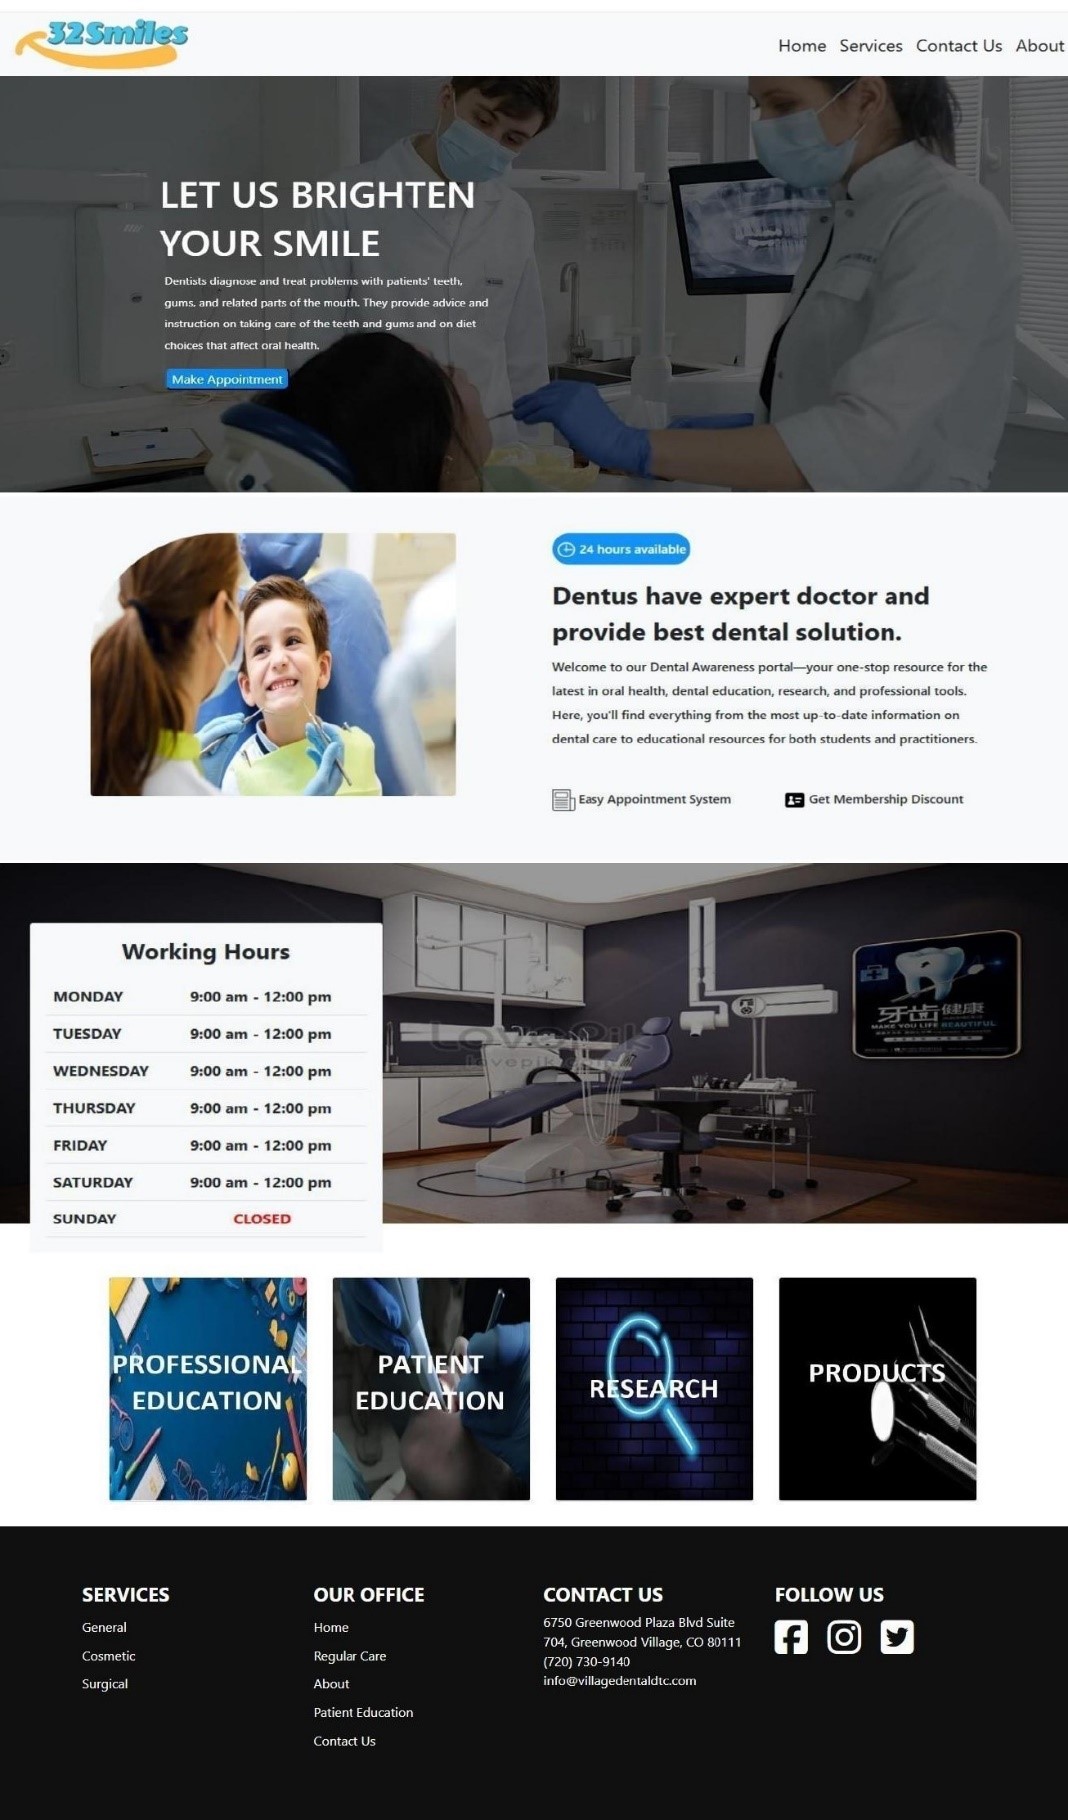 32Smiles
Home Services Contact Us About
LET US BRIGHTEN
YOUR SMILE
Dentists diagnose and treat problems with patients' teeth,
gums, and related parts of the mouth. They provide advice and
instruction on taking care of the teeth and gums and on diet
choices that affect oral health.
Make Appointment
24 hours available
Dentus have expert doctor and
provide best dental solution.
Welcome to our Dental Awareness portal—your one-stop resource for the
latest in oral health, dental education, research, and professional tools.
Here, you'll find everything from the most up-to-date information on
dental care to educational resources for both students and practitioners.
Easy Appointment System
Get Membership Discount
Working Hours
MONDAY 9:00 am - 12:00 pm
TUESDAY 9:00 am - 12:00 pm
WEDNESDAY 9:00 am - 12:00 pm
THURSDAY 9:00 am - 12:00 pm
FRIDAY 9:00 am - 12:00 pm
SATURDAY 9:00 am - 12:00 pm
SUNDAY CLOSED
牙齿健康
MAKE YOU LIFE BEAUTIFUL
PROFESSIONAL
EDUCATION
PATIENT
EDUCATION
RESEARCH
PRODUCTS
SERVICES
General
Cosmetic
Surgical
OUR OFFICE
Home
Regular Care
About
Patient Education
Contact Us
CONTACT US
6750 Greenwood Plaza Blvd Suite
704, Greenwood Village, CO 80111
(720) 730-9140
info@villagedentaldtc.com
FOLLOW US